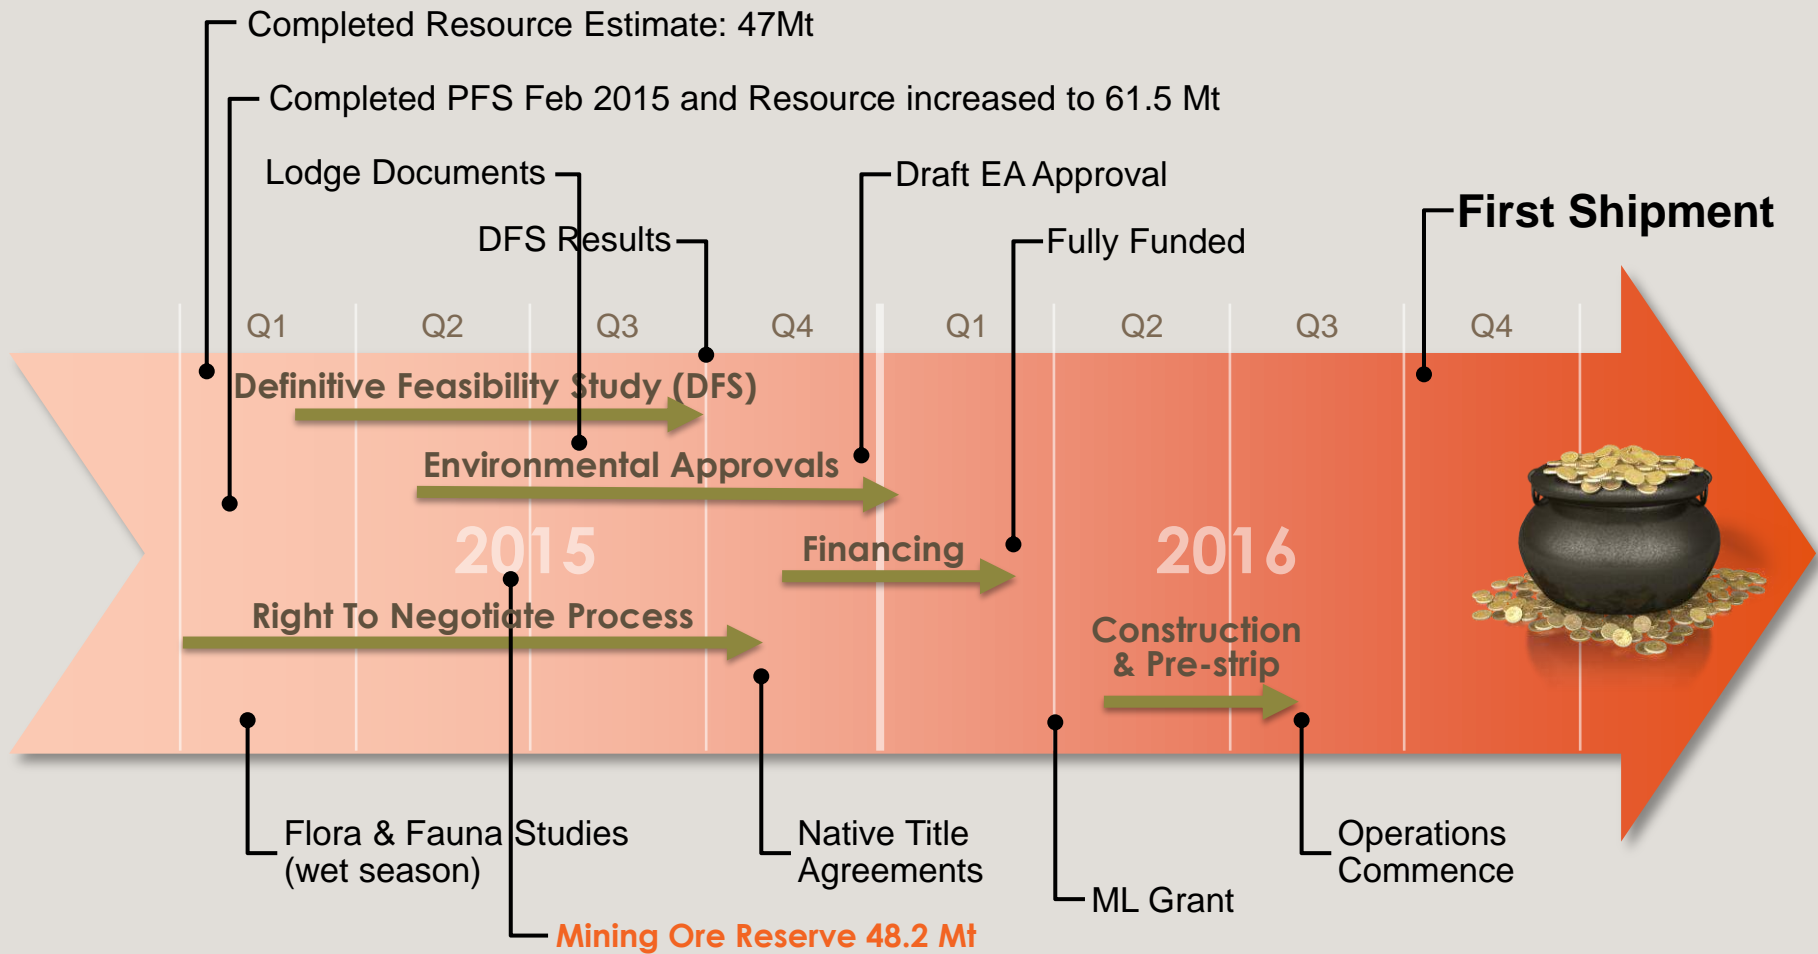 Completed Resource Estimate: 47Mt
Completed PFS Feb 2015 and Resource increased to 61.5 Mt
Lodge Documents
Draft EA Approval
First Shipment
DFS Results
Fully Funded
Q1 Q2 Q3 Q4 Q1 Q2 Q3 Q4
Definitive Feasibility Study (DFS)
Environmental Approvals
2015
Financing
2016
Right To Negotiate Process
Construction
& Pre-strip
Flora & Fauna Studies
(wet season)
Native Title
Agreements
Operations
Commence
ML Grant
Mining Ore Reserve 48.2 Mt